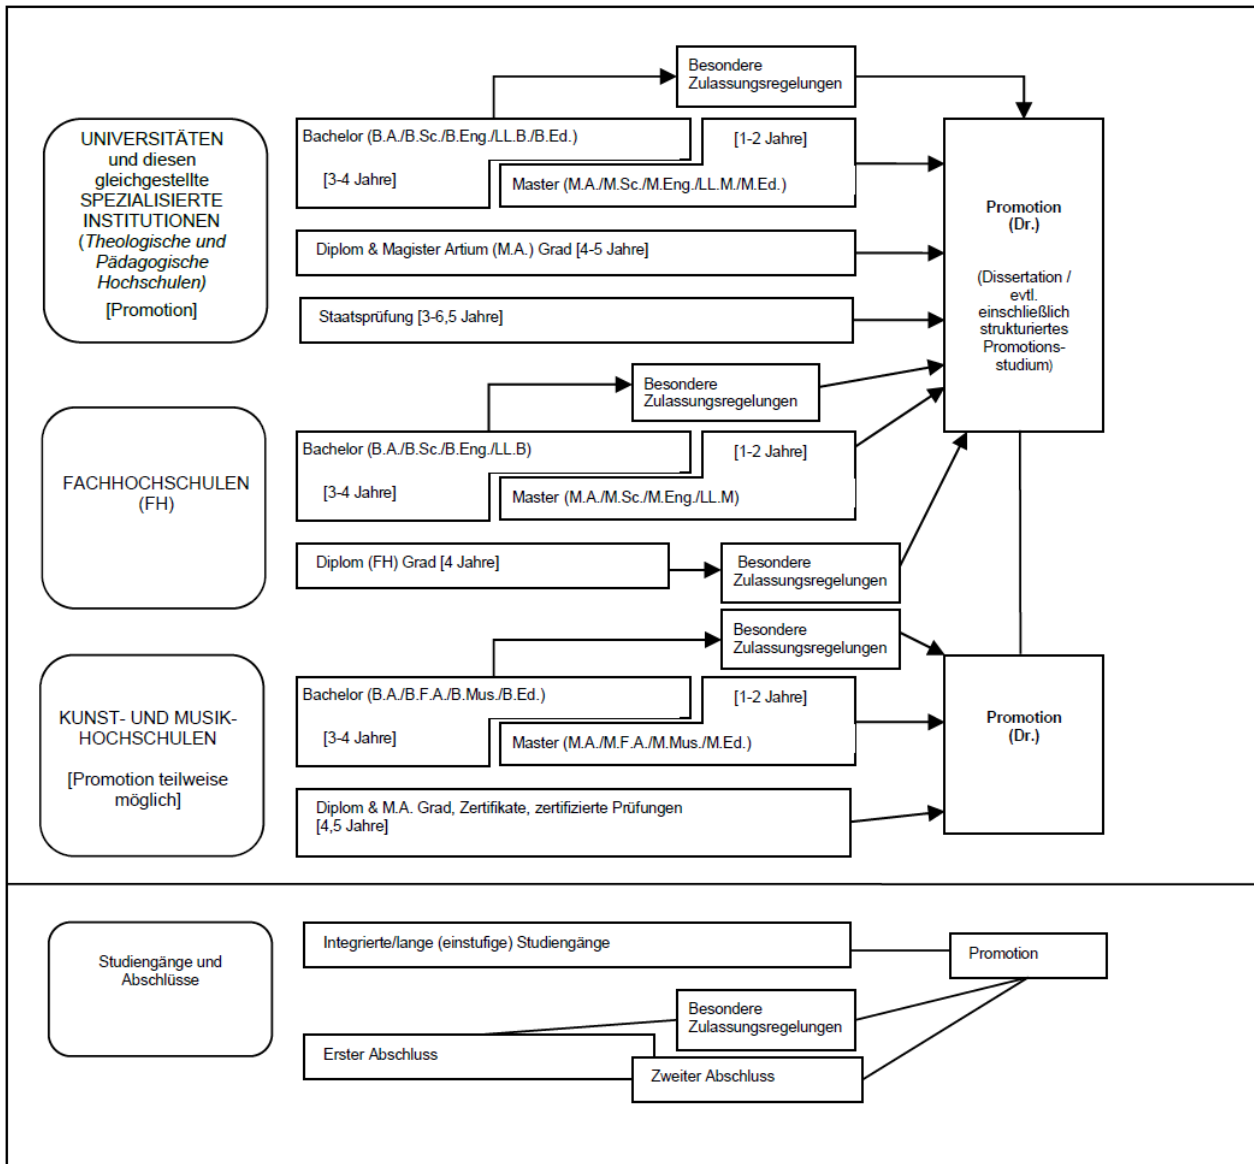 Besondere
Zulassungsregelungen
UNIVERSITÄTEN
und diesen
gleichgestellte
SPEZIALISIERTE
INSTITUTIONEN
(Theologische und
Pädagogische
Hochschulen)
[Promotion]
Bachelor (B.A./B.Sc./B.Eng./LL.B./B.Ed.)
[3-4 Jahre]
[1-2 Jahre]
Master (M.A./M.Sc./M.Eng./LL.M./M.Ed.)
Diplom & Magister Artium (M.A.) Grad [4-5 Jahre]
Staatsprüfung [3-6,5 Jahre]
Promotion
(Dr.)
(Dissertation /
evtl.
einschließlich
strukturiertes
Promotions-
studium)
Besondere
Zulassungsregelungen
FACHHOCHSCHULEN
(FH)
Bachelor (B.A./B.Sc./B.Eng./LL.B)
[3-4 Jahre]
[1-2 Jahre]
Master (M.A./M.Sc./M.Eng./LL.M)
Diplom (FH) Grad [4 Jahre]
Besondere
Zulassungsregelungen
Besondere
Zulassungsregelungen
KUNST- UND MUSIK-
HOCHSCHULEN
[Promotion teilweise
möglich]
Bachelor (B.A./B.F.A./B.Mus./B.Ed.)
[3-4 Jahre]
[1-2 Jahre]
Master (M.A./M.F.A./M.Mus./M.Ed.)
Diplom & M.A. Grad, Zertifikate, zertifizierte Prüfungen
[4,5 Jahre]
Promotion
(Dr.)
Studiengänge und
Abschlüsse
Integrierte/lange (einstufige) Studiengänge
Promotion
Besondere
Zulassungsregelungen
Erster Abschluss
Zweiter Abschluss